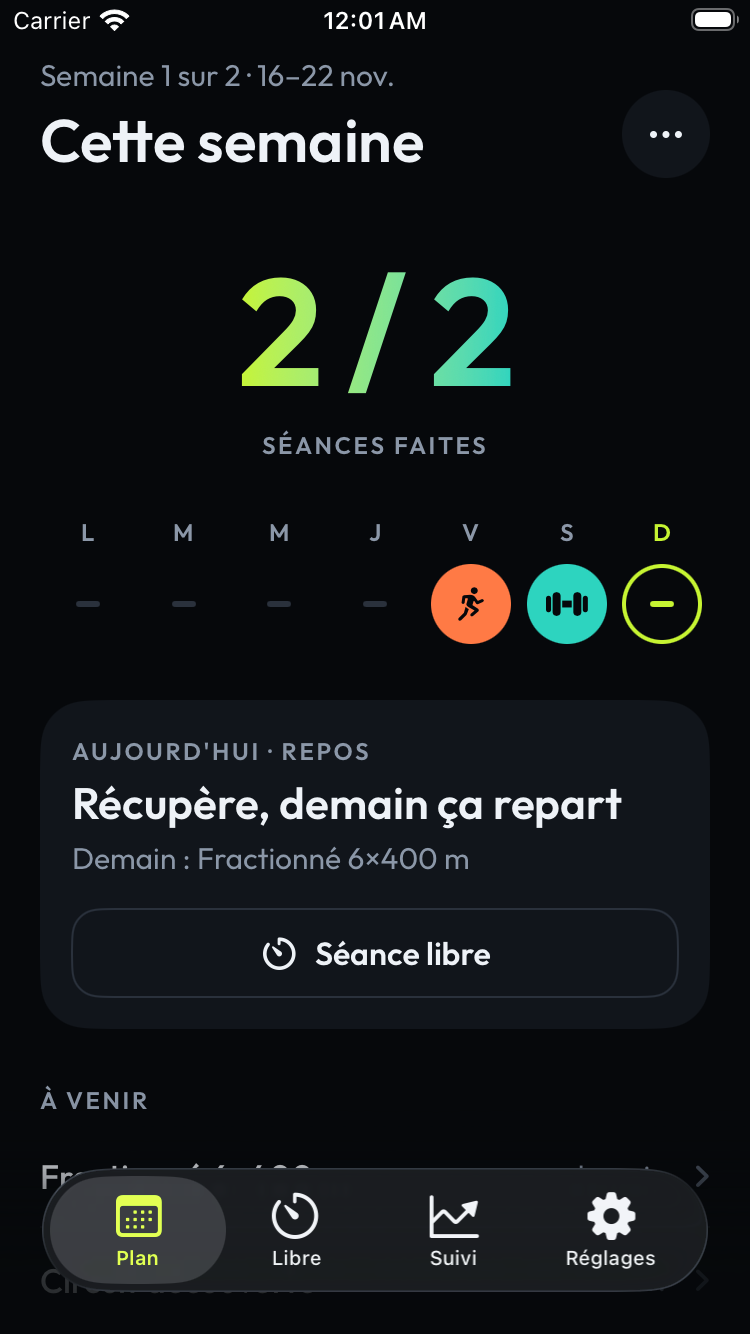 Carrier 12:01 AM
Semaine 1 sur 2 · 16–22 nov.
Cette semaine
2/2
SÉANCES FAITES
L M M J V S D
AUJOURD'HUI · REPOS
Récupère, demain ça repart
Demain : Fractionné 6×400 m
Séance libre
À VENIR
Plan Libre Suivi Réglages